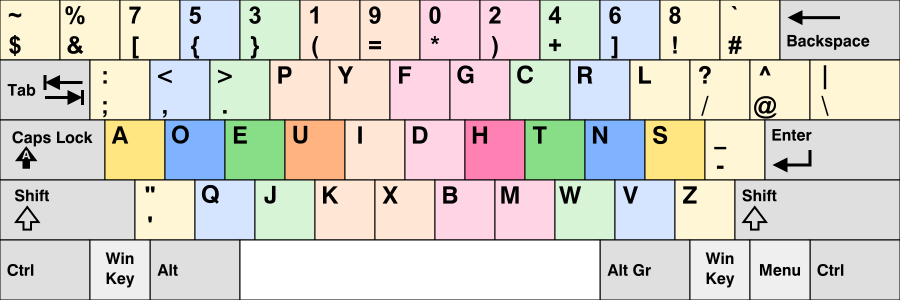 ~ % 7 5 3 1 9 0 2 4 6 8 `
$ & [ { } ( = * ) + ] ! # Backspace
Tab : < > P Y F G C R L ? ^ |
; , . / @ \
Caps Lock A O E U I D H T N S _ Enter
A -
Shift " Q J K X B M W V Z Shift
'
Ctrl Win Key Alt Alt Gr Win Key Menu Ctrl